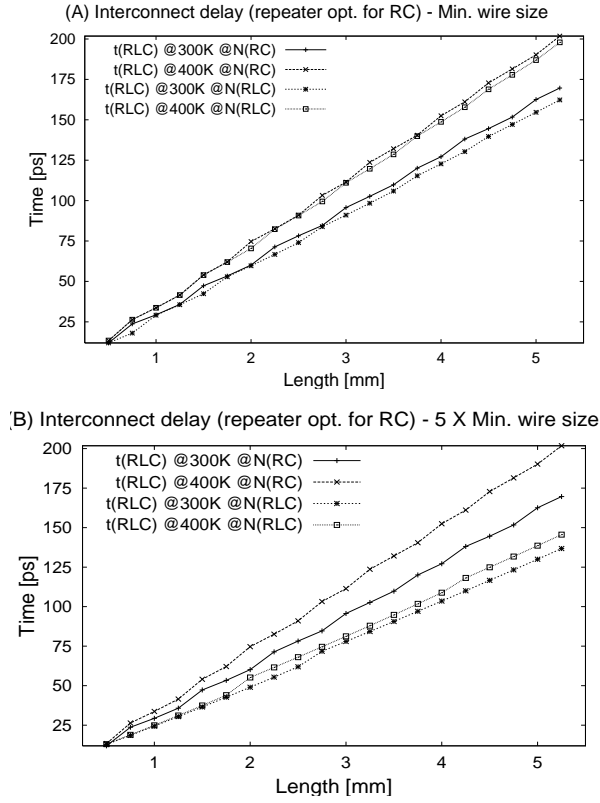 (A) Interconnect delay (repeater opt. for RC) - Min. wire size
t(RLC) @300K @N(RC)
t(RLC) @400K @N(RC)
t(RLC) @300K @N(RLC)
t(RLC) @400K @N(RLC)
200
175
150
125
100
75
50
25
Time [ps]
1 2 3 4 5
Length [mm]
(B) Interconnect delay (repeater opt. for RC) - 5 X Min. wire size
t(RLC) @300K @N(RC)
t(RLC) @400K @N(RC)
t(RLC) @300K @N(RLC)
t(RLC) @400K @N(RLC)
200
175
150
125
100
75
50
25
Time [ps]
1 2 3 4 5
Length [mm]